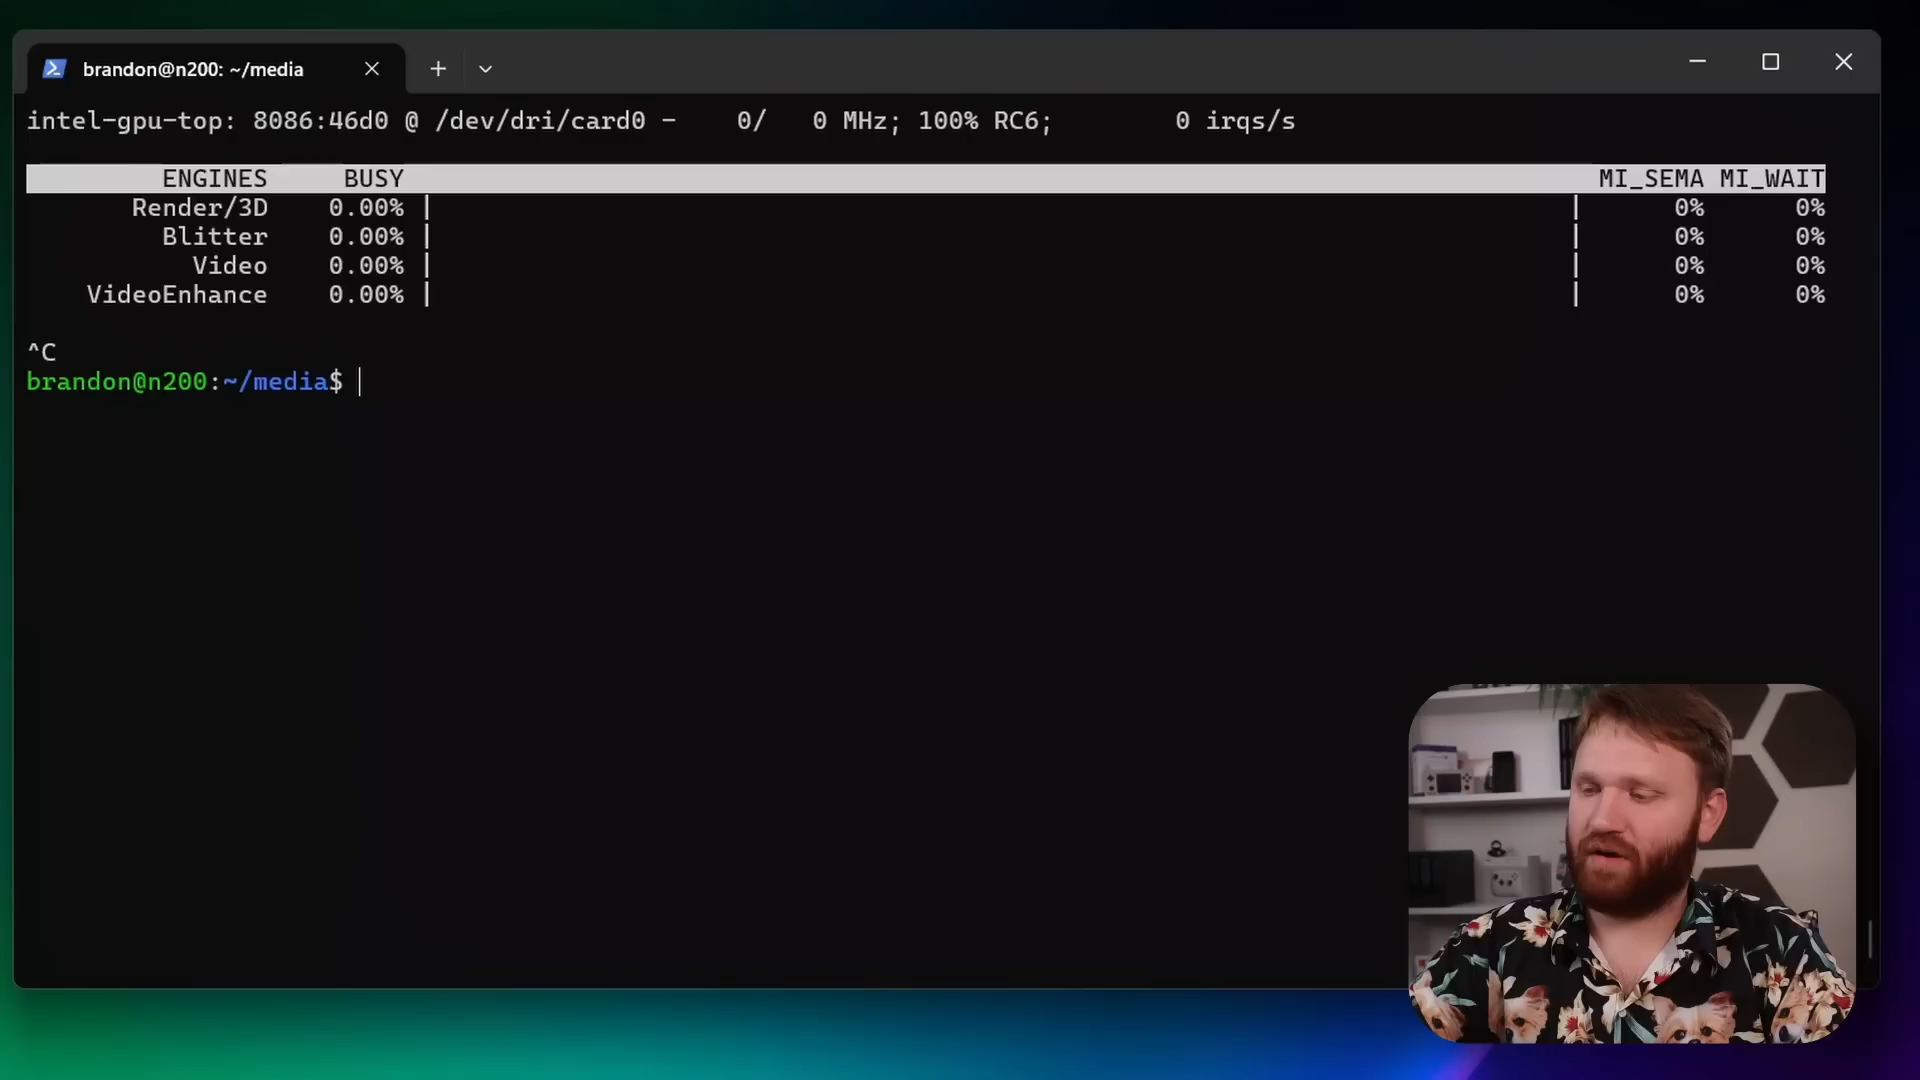 brandon@n200: ~/media
intel-gpu-top: 8086:46d0 @ /dev/dri/card0 - 0/ 0 MHz; 100% RC6; 0 irqs/s
ENGINES BUSY MI_SEMA MI_WAIT
Render/3D 0.00% | | 0% 0%
Blitter 0.00% | | 0% 0%
Video 0.00% | | 0% 0%
VideoEnhance 0.00% | | 0% 0%
^C
brandon@n200:~/media$